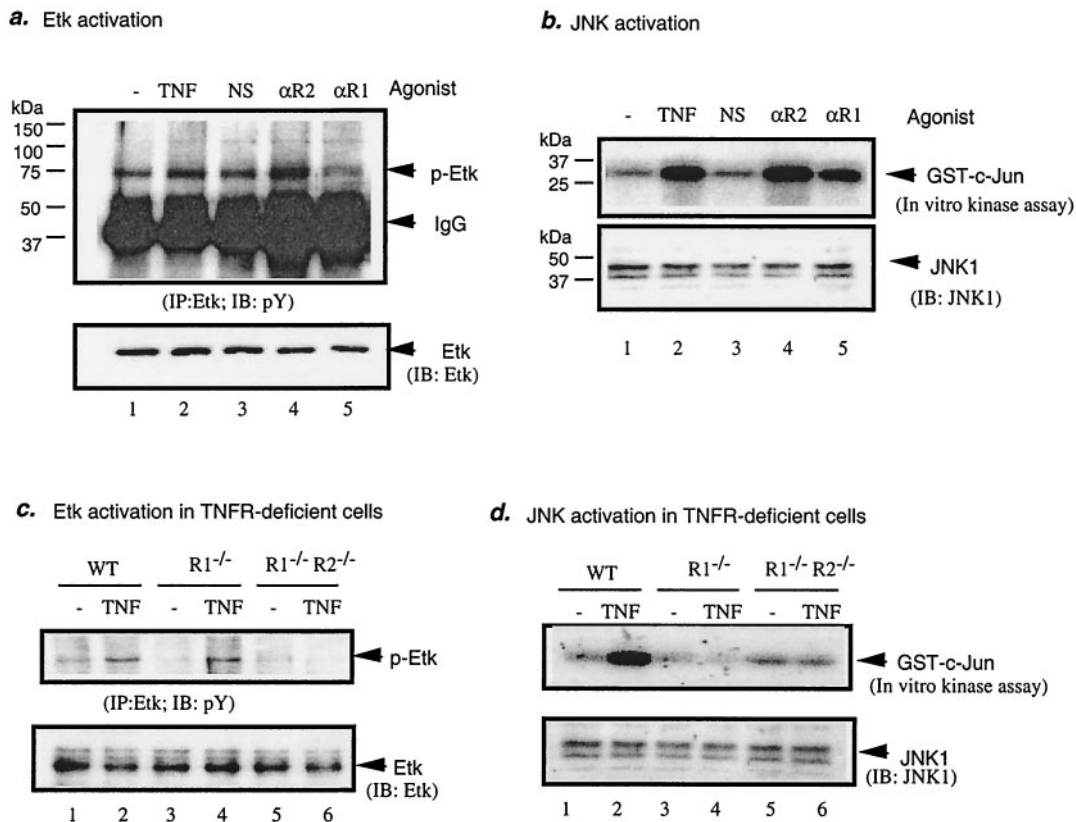 a. Etk activation
- TNF NS αR2 αR1 Agonist
kDa
150
100
75
50
37
p-Etk
IgG
(IP:Etk; IB: pY)
Etk
(IB: Etk)
1 2 3 4 5
b. JNK activation
- TNF NS αR2 αR1 Agonist
kDa
37
25
GST-c-Jun
(In vitro kinase assay)
kDa
50
37
JNK1
(IB: JNK1)
1 2 3 4 5
c. Etk activation in TNFR-deficient cells
WT R1-/- R1-/- R2-/-
- TNF - TNF - TNF
p-Etk
(IP:Etk; IB: pY)
Etk
(IB: Etk)
1 2 3 4 5 6
d. JNK activation in TNFR-deficient cells
WT R1-/- R1-/- R2-/-
- TNF - TNF - TNF
GST-c-Jun
(In vitro kinase assay)
JNK1
(IB: JNK1)
1 2 3 4 5 6